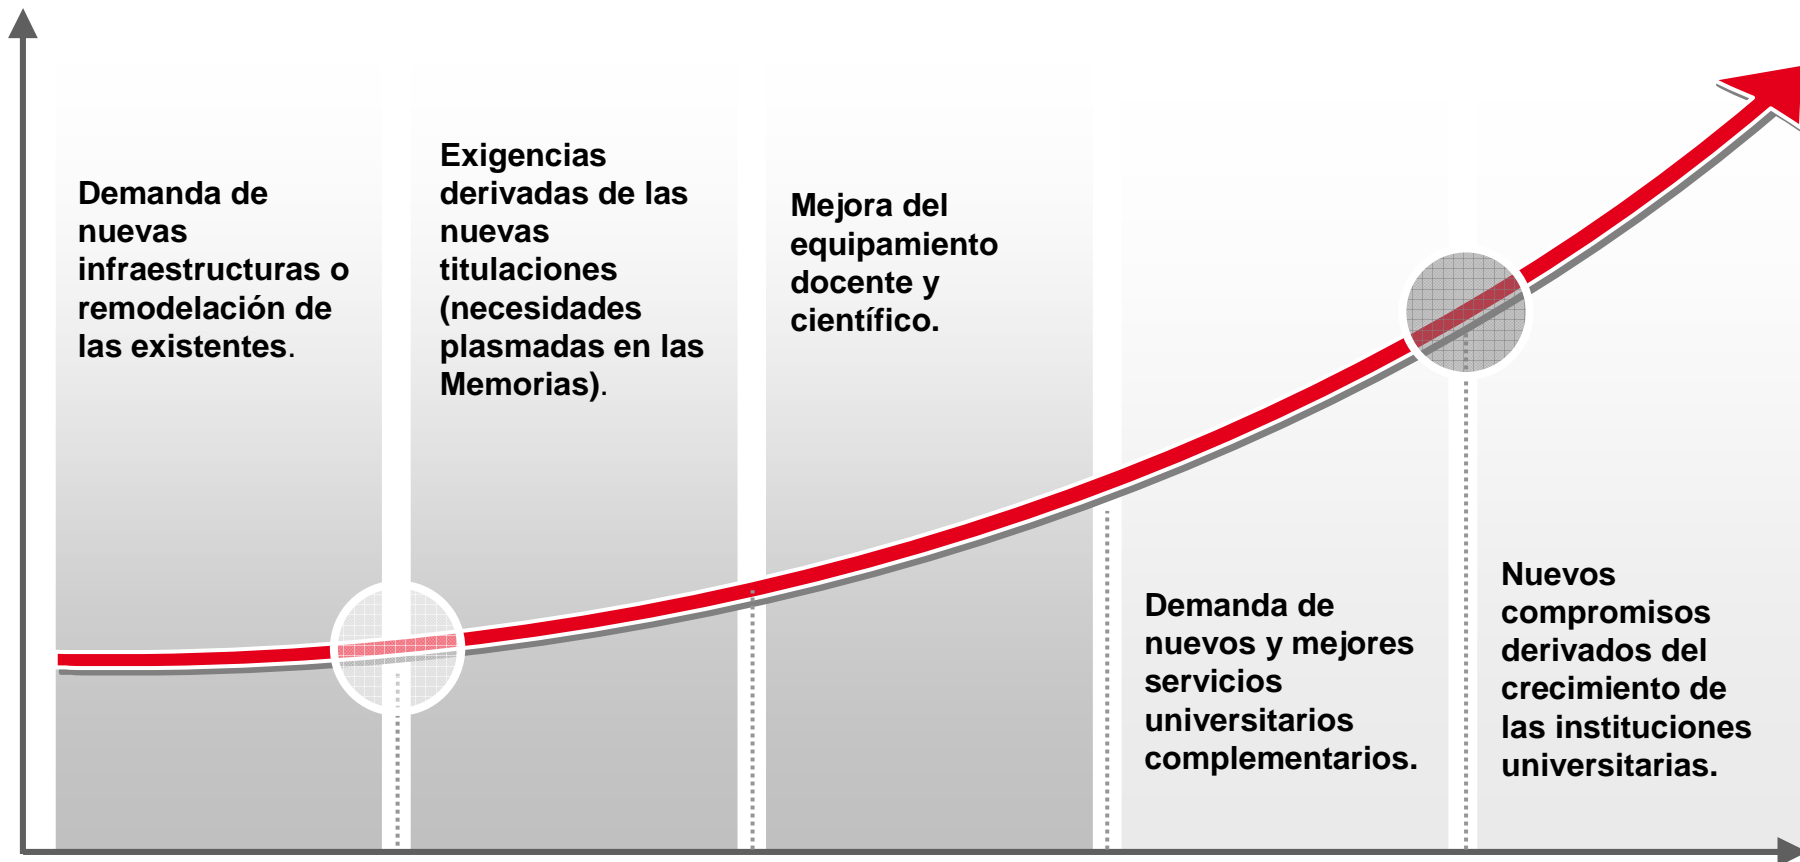 Demanda de
nuevas
infraestructuras o
remodelación de
las existentes.
Exigencias
derivadas de las
nuevas
titulaciones
(necesidades
plasmadas en las
Memorias).
Mejora del
equipamiento
docente y
científico.
Demanda de
nuevos y mejores
servicios
universitarios
complementarios.
Nuevos
compromisos
derivados del
crecimiento de
las instituciones
universitarias.